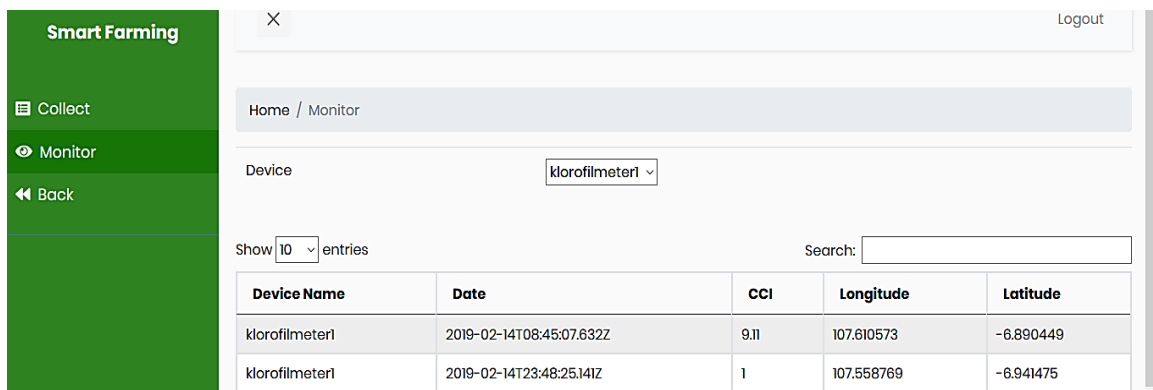 Smart Farming
Logout
Collect
Home / Monitor
Monitor
Device klorofilmeter1
Back
Show 10 entries Search:
Device Name Date CCI Longitude Latitude
klorofilmeter1 2019-02-14T08:45:07.632Z 9.11 107.610573 -6.890449
klorofilmeter1 2019-02-14T23:48:25.141Z 1 107.558769 -6.941475